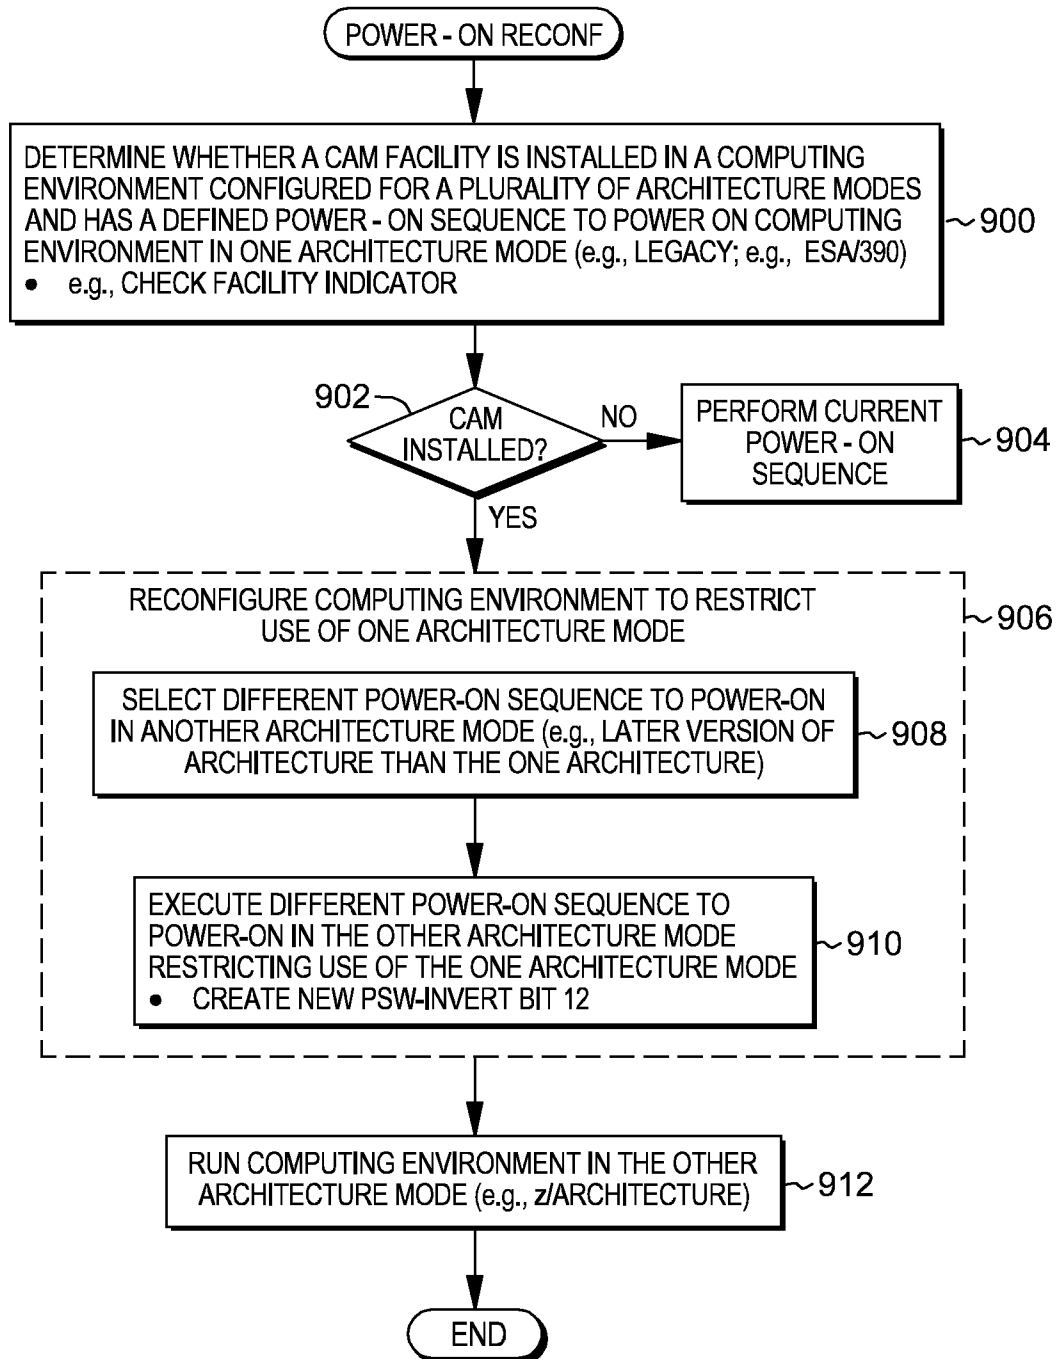 POWER - ON RECONF
DETERMINE WHETHER A CAM FACILITY IS INSTALLED IN A COMPUTING
ENVIRONMENT CONFIGURED FOR A PLURALITY OF ARCHITECTURE MODES
AND HAS A DEFINED POWER - ON SEQUENCE TO POWER ON COMPUTING
ENVIRONMENT IN ONE ARCHITECTURE MODE (e.g., LEGACY; e.g., ESA/390)
• e.g., CHECK FACILITY INDICATOR
900
902
CAM
INSTALLED?
NO
PERFORM CURRENT
POWER - ON
SEQUENCE
904
YES
RECONFIGURE COMPUTING ENVIRONMENT TO RESTRICT
USE OF ONE ARCHITECTURE MODE
906
SELECT DIFFERENT POWER-ON SEQUENCE TO POWER-ON
IN ANOTHER ARCHITECTURE MODE (e.g., LATER VERSION OF
ARCHITECTURE THAN THE ONE ARCHITECTURE)
908
EXECUTE DIFFERENT POWER-ON SEQUENCE TO
POWER-ON IN THE OTHER ARCHITECTURE MODE
RESTRICTING USE OF THE ONE ARCHITECTURE MODE
• CREATE NEW PSW-INVERT BIT 12
910
RUN COMPUTING ENVIRONMENT IN THE OTHER
ARCHITECTURE MODE (e.g., z/ARCHITECTURE)
912
END